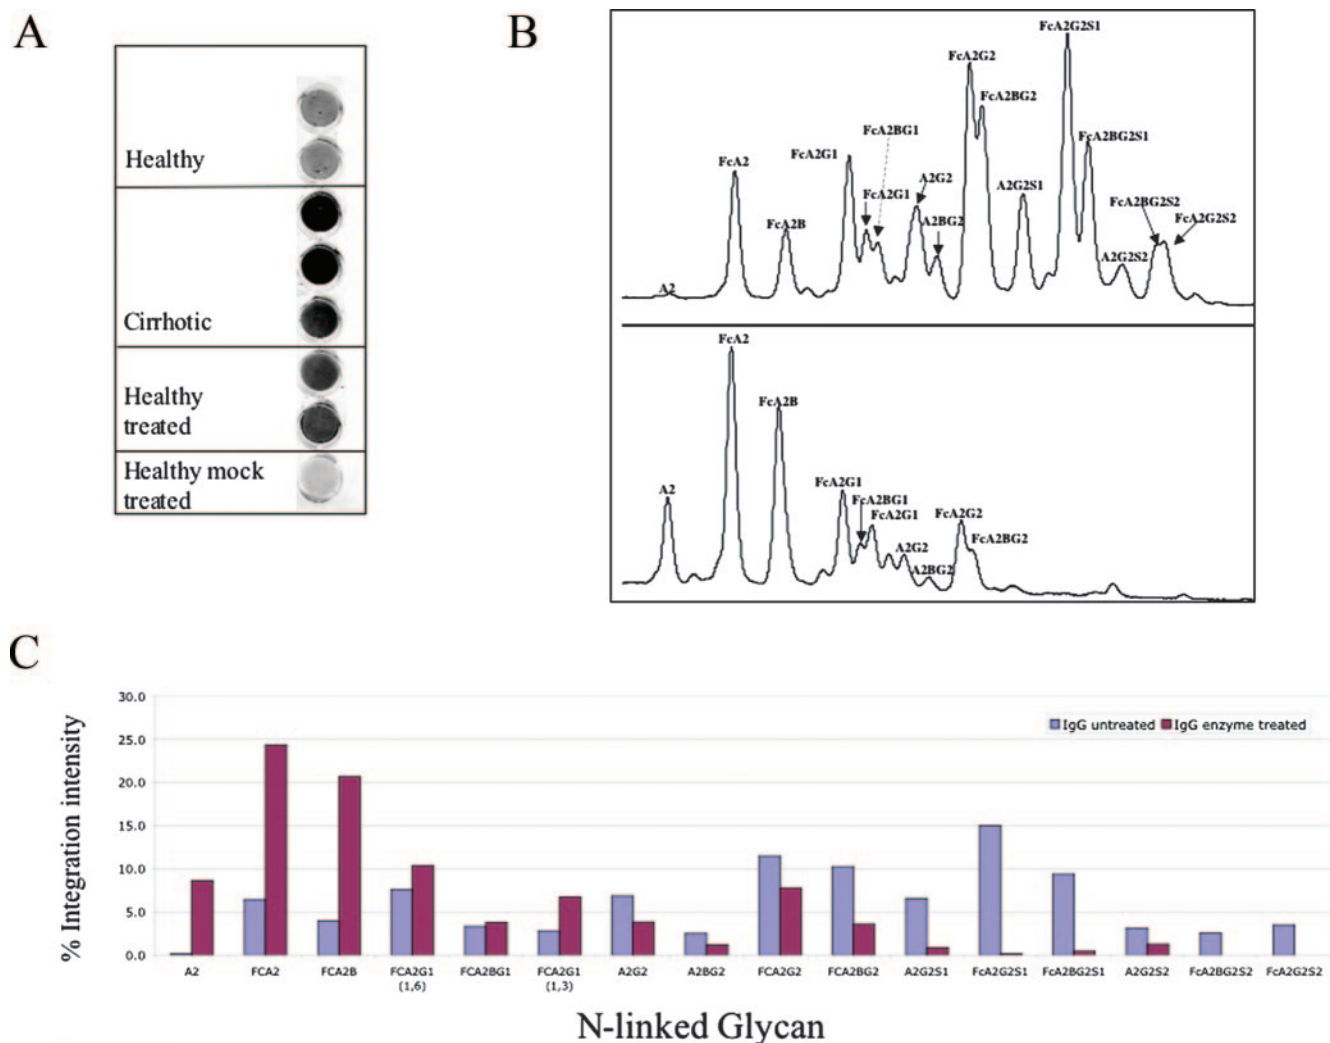 A
Healthy
Cirrhotic
Healthy
treated
Healthy mock
treated
B
FcA2G2S1
FcA2G2
FcA2BG2
FcA2BG1
FcA2BG2S1
FcA2G1
FcA2
A2G2
FcA2G1
A2G2S1
FcA2BG2S2
FcA2G2S2
A2BG2
FcA2B
A2G2S2
A2
FcA2
FcA2B
A2
FcA2G1
FcA2BG1
FcA2G1
FcA2G2
FcA2BG2
A2G2
A2BG2
C
% Integration intensity
30.0
25.0
20.0
15.0
10.0
5.0
0.0
IgG untreated IgG enzyme treated
A2 FCA2 FCA2B FCA2G1 FCA2BG1 FCA2G1 A2G2 A2BG2 FCA2G2 FCA2BG2 A2G2S1 FcA2G2S1 FcA2BG2S1 A2G2S2 FcA2BG2S2 FcA2G2S2
(1,6) (1,3)
N-linked Glycan